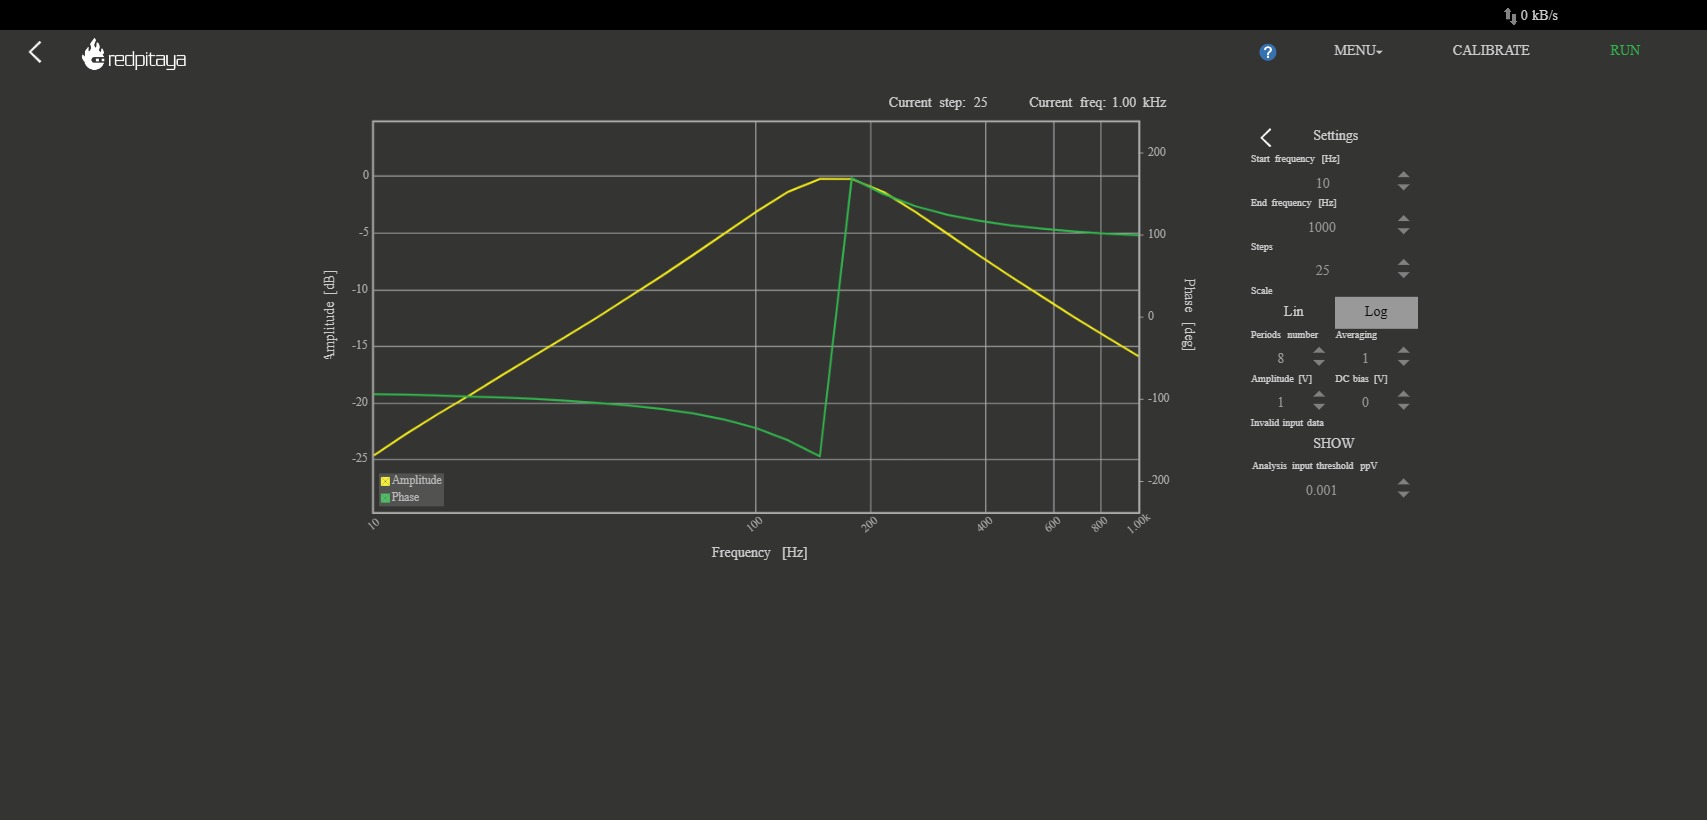 0 kB/s
redpitaya
?
MENU
CALIBRATE
RUN
Current step: 25
Current freq: 1.00 kHz
Amplitude [dB]
0
-5
-10
-15
-20
-25
200
100
0
-100
-200
Phase [deg]
Amplitude
Phase
10
100
200
400
600
800
1.00k
Frequency [Hz]
Settings
Start frequency [Hz]
10
End frequency [Hz]
1000
Steps
25
Scale
Lin Log
Periods number Averaging
8 1
Amplitude [V] DC bias [V]
1 0
Invalid input data
SHOW
Analysis input threshold ppV
0.001